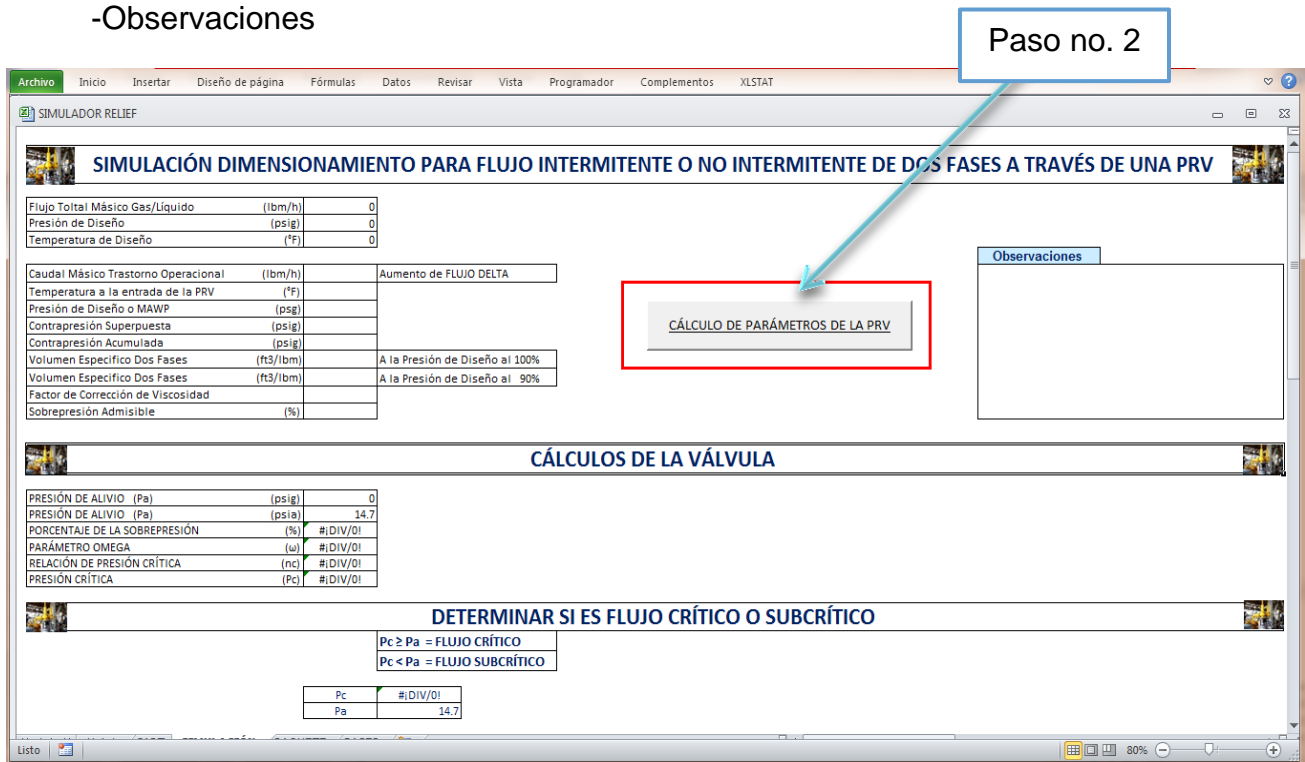 -Observaciones
Paso no. 2
Archivo Inicio Insertar Diseño de página Fórmulas Datos Revisar Vista Programador Complementos XLSTAT
SIMULADOR RELIEF
SIMULACIÓN DIMENSIONAMIENTO PARA FLUJO INTERMITENTE O NO INTERMITENTE DE DOS FASES A TRAVÉS DE UNA PRV
Flujo Toltal Másico Gas/Líquido (lbm/h) 0
Presión de Diseño (psig) 0
Temperatura de Diseño (°F) 0
Observaciones
Caudal Másico Trastorno Operacional (lbm/h) Aumento de FLUJO DELTA
Temperatura a la entrada de la PRV (°F)
Presión de Diseño o MAWP (psg)
Contrapresión Superpuesta (psig)
CÁLCULO DE PARÁMETROS DE LA PRV
Contrapresión Acumulada (psig)
Volumen Especifico Dos Fases (ft3/lbm) A la Presión de Diseño al 100%
Volumen Especifico Dos Fases (ft3/lbm) A la Presión de Diseño al 90%
Factor de Corrección de Viscosidad
Sobrepresión Admisible (%)
CÁLCULOS DE LA VÁLVULA
PRESIÓN DE ALIVIO (Pa) (psig) 0
PRESIÓN DE ALIVIO (Pa) (psia) 14.7
PORCENTAJE DE LA SOBREPRESIÓN (%) #¡DIV/0!
PARÁMETRO OMEGA (ω) #¡DIV/0!
RELACIÓN DE PRESIÓN CRÍTICA (nc) #¡DIV/0!
PRESIÓN CRÍTICA (Pc) #¡DIV/0!
DETERMINAR SI ES FLUJO CRÍTICO O SUBCRÍTICO
Pc ≥ Pa = FLUJO CRÍTICO
Pc < Pa = FLUJO SUBCRÍTICO
Pc #¡DIV/0!
Pa 14.7
Listo 80%